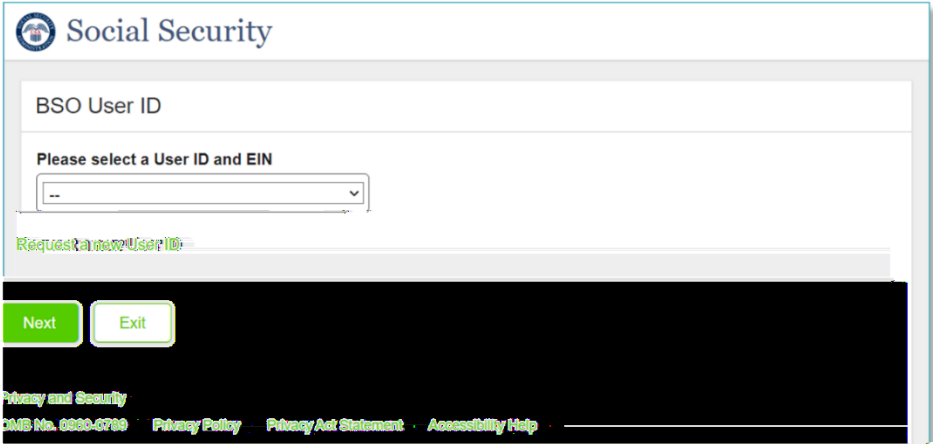 Social Security
BSO User ID
Please select a User ID and EIN
--
Request a new User ID
Next Exit
Privacy and Security
OMB No. 0960-0789 Privacy Policy Privacy Act Statement Accessibility Help